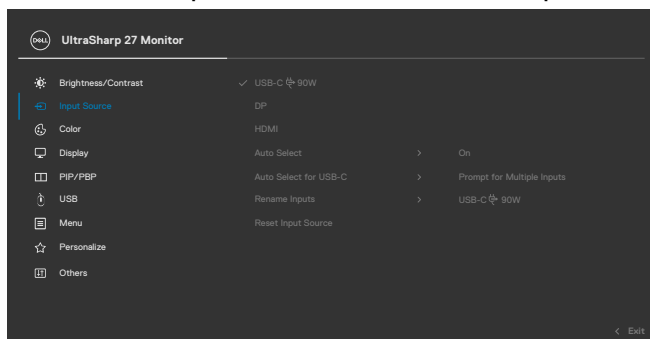 DELL UltraSharp 27 Monitor
Brightness/Contrast USB-C 90W
Input Source DP
Color HDMI
Display Auto Select On
PIP/PBP Auto Select for USB-C Prompt for Multiple Inputs
USB Rename Inputs USB-C 90W
Menu Reset Input Source
Personalize
Others
Exit